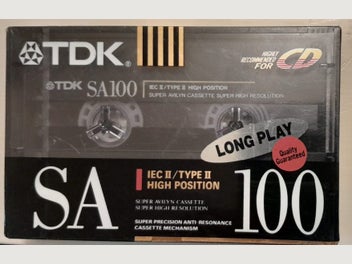 TDK
HIGHLY
RECOMMENDED
FOR CD
TDK SA100
IEC II/TYPE II HIGH POSITION
SUPER AVILYN CASSETTE SUPER HIGH RESOLUTION
LONG PLAY
Quality
Guaranteed
SA
IEC II/TYPE II
HIGH POSITION
SUPER AVILYN CASSETTE
SUPER HIGH RESOLUTION
SUPER PRECISION ANTI-RESONANCE
CASSETTE MECHANISM
100